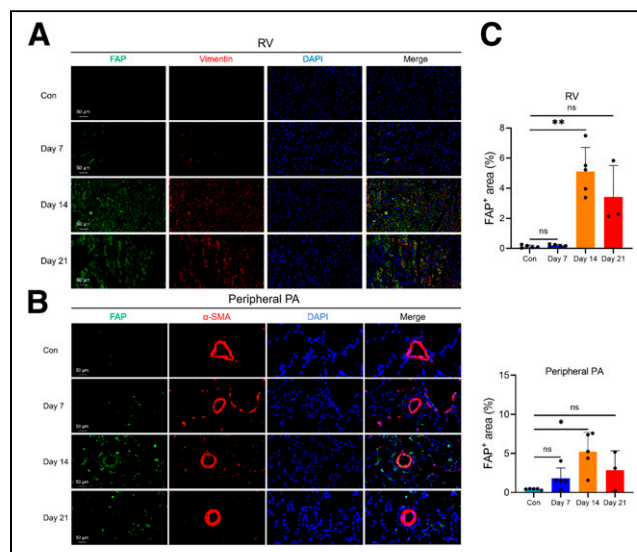 A
RV
FAP Vimentin DAPI Merge
Con
50 µm
Day 7
50 µm
Day 14
50 µm
Day 21
50 µm
B
Peripheral PA
FAP α-SMA DAPI Merge
Con
50 µm
Day 7
50 µm
Day 14
50 µm
Day 21
50 µm
C
RV
FAP⁺ area (%)
8
6
4
2
0
ns
**
ns
Con Day 7 Day 14 Day 21
Peripheral PA
FAP⁺ area (%)
15
10
5
0
ns
*
ns
Con Day 7 Day 14 Day 21